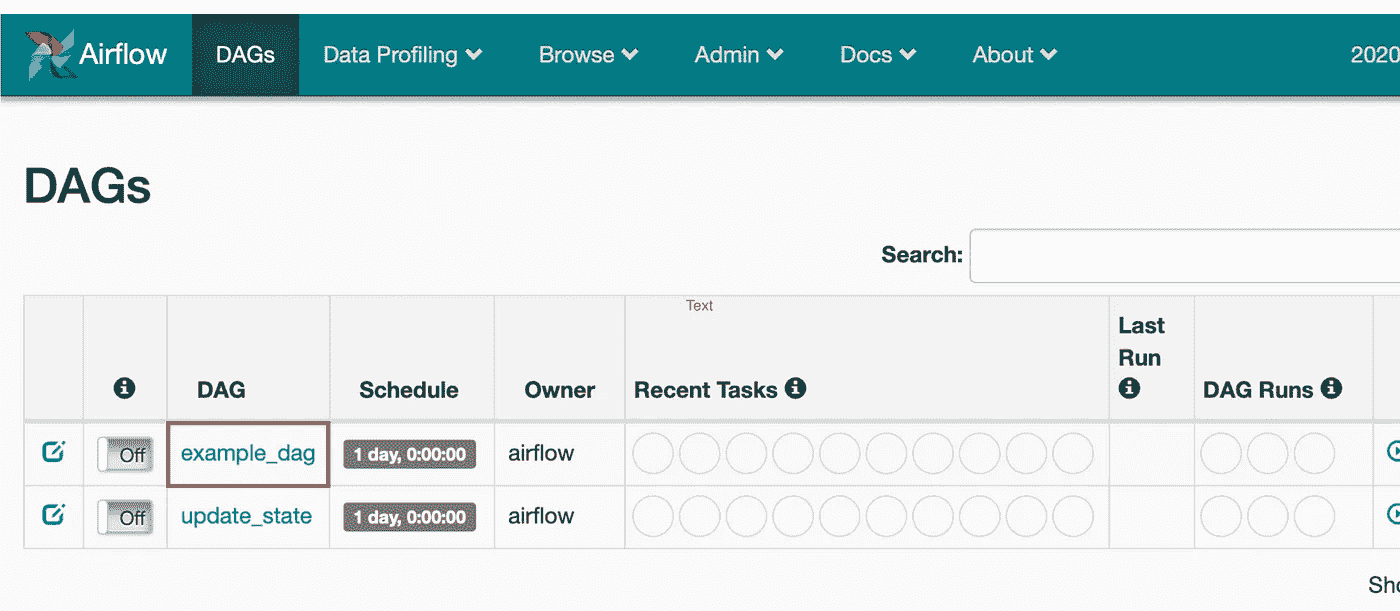 Airflow DAGs Data Profiling Browse Admin Docs About 2020
DAGs
Search:
Text
Last
Run
DAG Schedule Owner Recent Tasks DAG Runs
Off example_dag 1 day, 0:00:00 airflow
Off update_state 1 day, 0:00:00 airflow